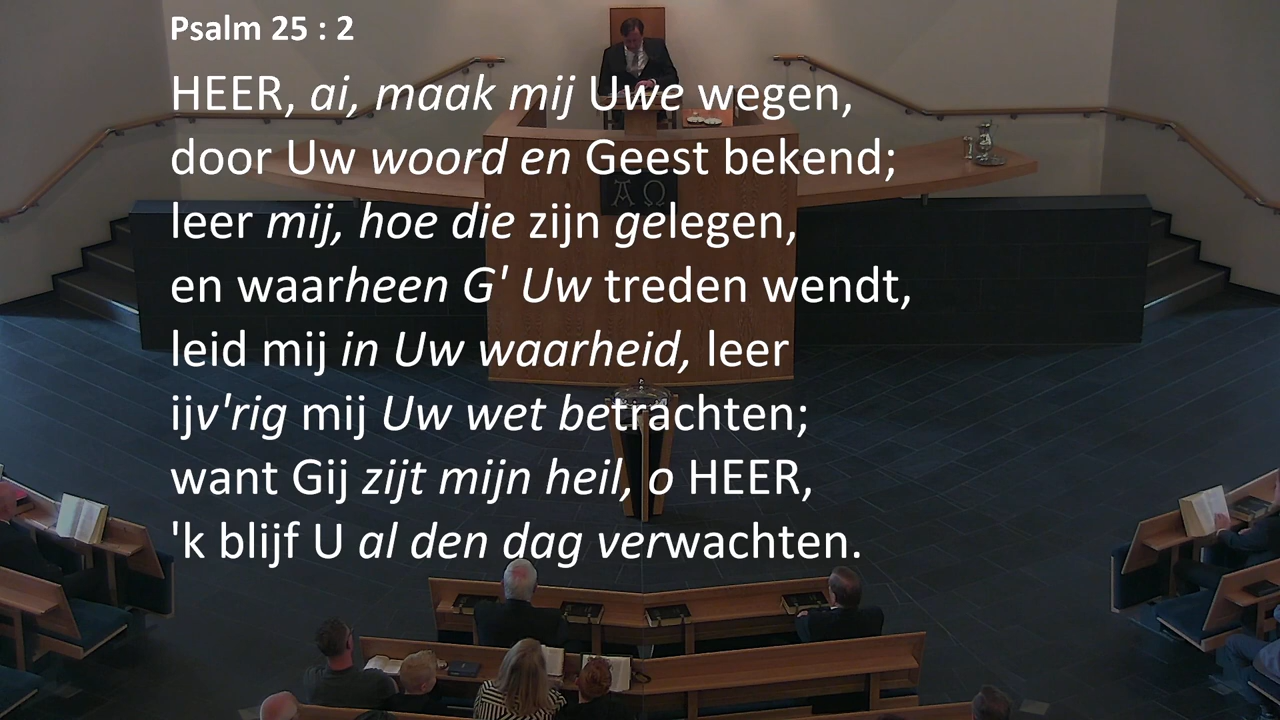 Psalm 25 : 2
HEER, ai, maak mij Uwe wegen,
door Uw woord en Geest bekend;
leer mij, hoe die zijn gelegen,
en waarheen G' Uw treden wendt,
leid mij in Uw waarheid, leer
ijv'rig mij Uw wet betrachten;
want Gij zijt mijn heil, o HEER,
'k blijf U al den dag verwachten.
ΑΩ